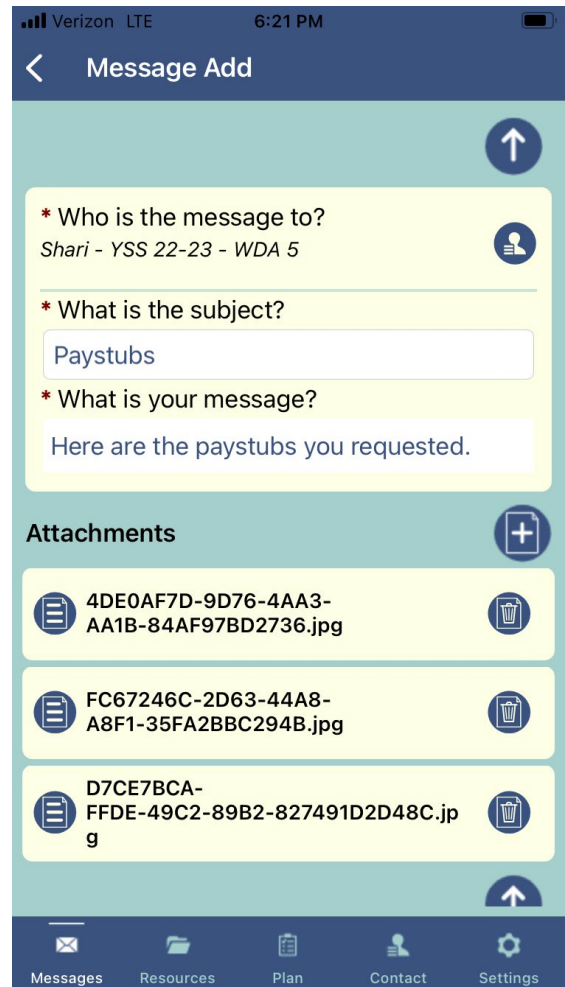 Verizon LTE 6:21 PM
Message Add
* Who is the message to?
Shari - YSS 22-23 - WDA 5
* What is the subject?
Paystubs
* What is your message?
Here are the paystubs you requested.
Attachments
4DE0AF7D-9D76-4AA3-
AA1B-84AF97BD2736.jpg
FC67246C-2D63-44A8-
A8F1-35FA2BBC294B.jpg
D7CE7BCA-
FFDE-49C2-89B2-827491D2D48C.jp
g
Messages Resources Plan Contact Settings